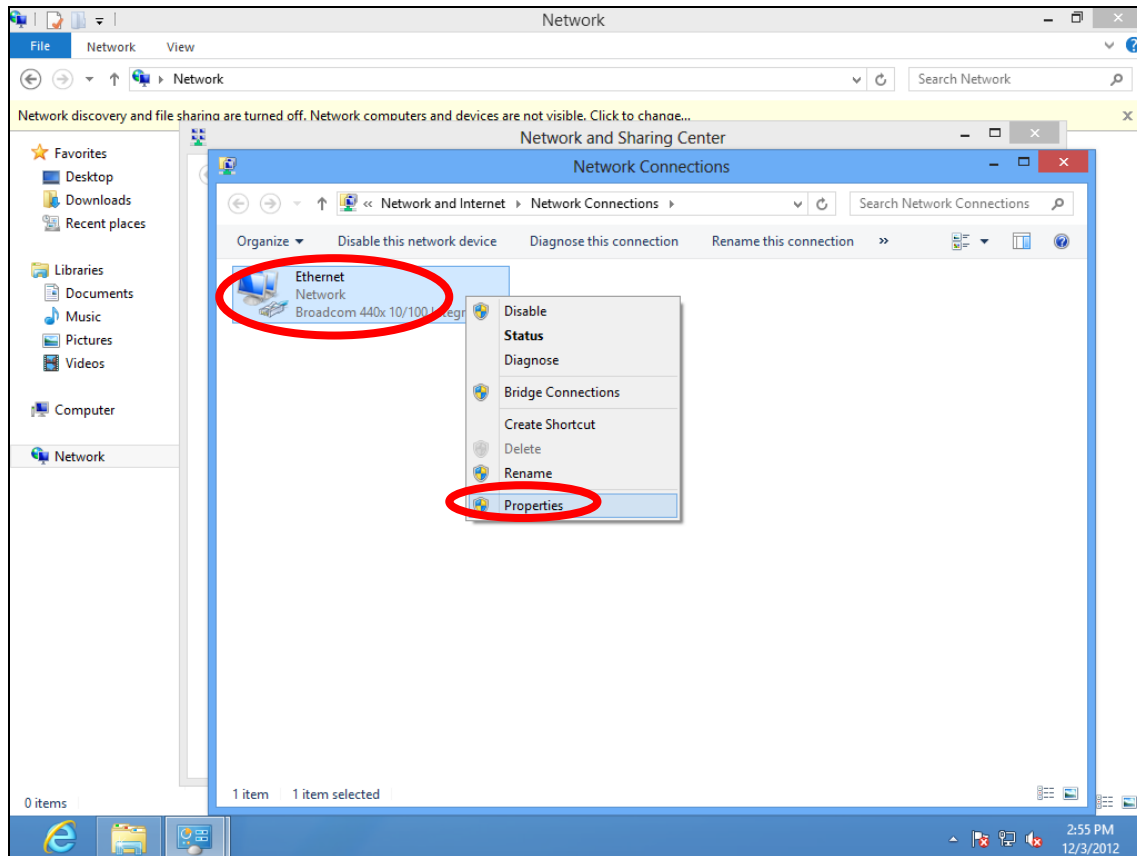 Network
File Network View
Network
Search Network
Network discovery and file sharing are turned off. Network computers and devices are not visible. Click to change...
Network and Sharing Center
Network Connections
Favorites
Desktop
Downloads
Recent places
Libraries
Documents
Music
Pictures
Videos
Computer
Network
« Network and Internet Network Connections
Search Network Connections
Organize Disable this network device Diagnose this connection Rename this connection »
Ethernet
Network
Broadcom 440x 10/100 Integr
Disable
Status
Diagnose
Bridge Connections
Create Shortcut
Delete
Rename
Properties
1 item 1 item selected
0 items
2:55 PM
12/3/2012